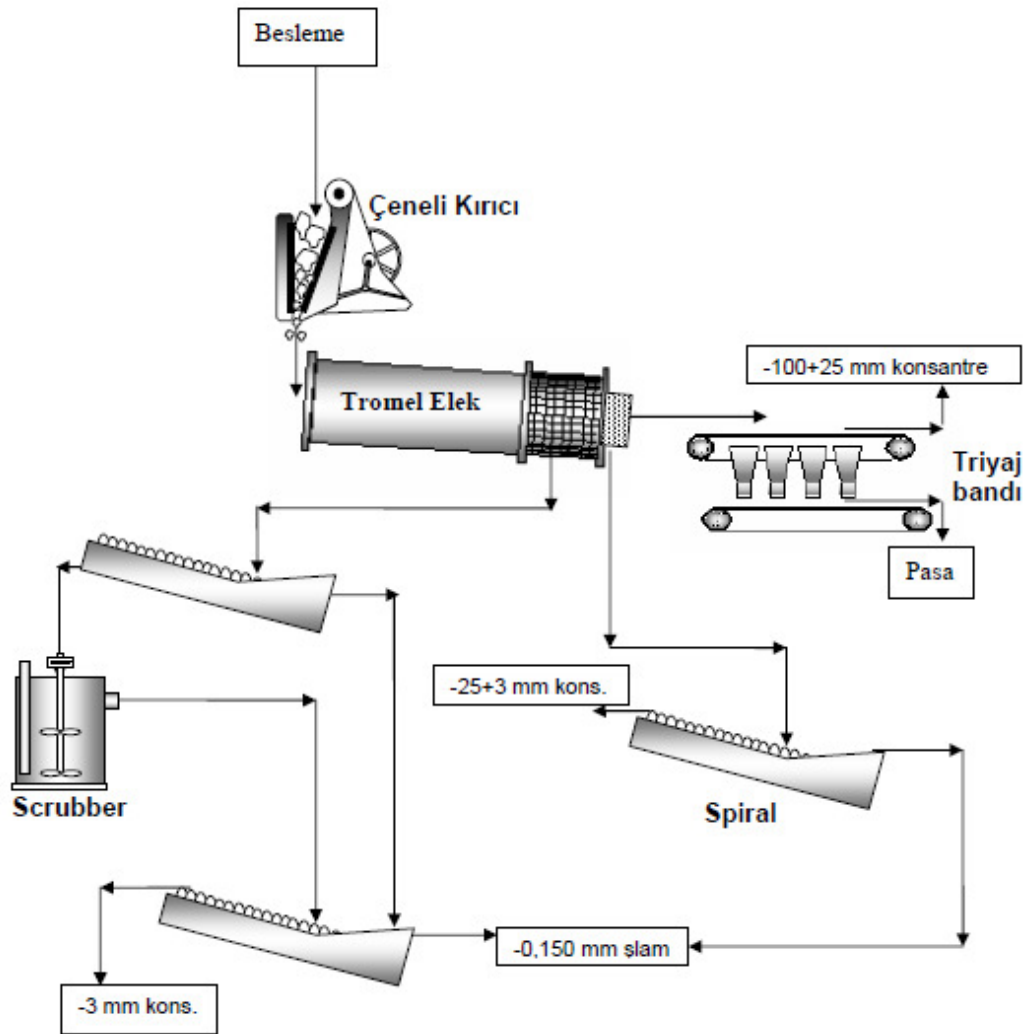 Besleme
Çeneli Kırıcı
-100+25 mm konsantre
Tromel Elek
Triyaj
bandı
Pasa
-25+3 mm kons.
Scrubber
Spiral
-0,150 mm şlam
-3 mm kons.